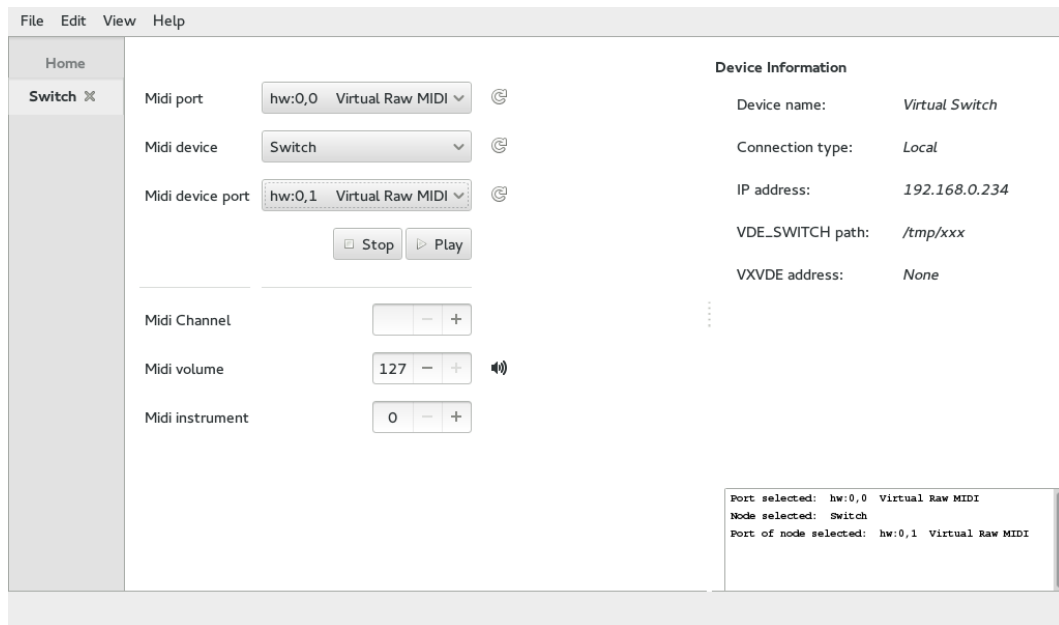 File Edit View Help
Home
Switch
Midi port hw:0,0 Virtual Raw MIDI
Midi device Switch
Midi device port hw:0,1 Virtual Raw MIDI
Stop Play
Midi Channel
Midi volume 127
Midi instrument 0
Device Information
Device name: Virtual Switch
Connection type: Local
IP address: 192.168.0.234
VDE_SWITCH path: /tmp/xxx
VXVDE address: None
Port selected: hw:0,0 Virtual Raw MIDI
Node selected: Switch
Port of node selected: hw:0,1 Virtual Raw MIDI